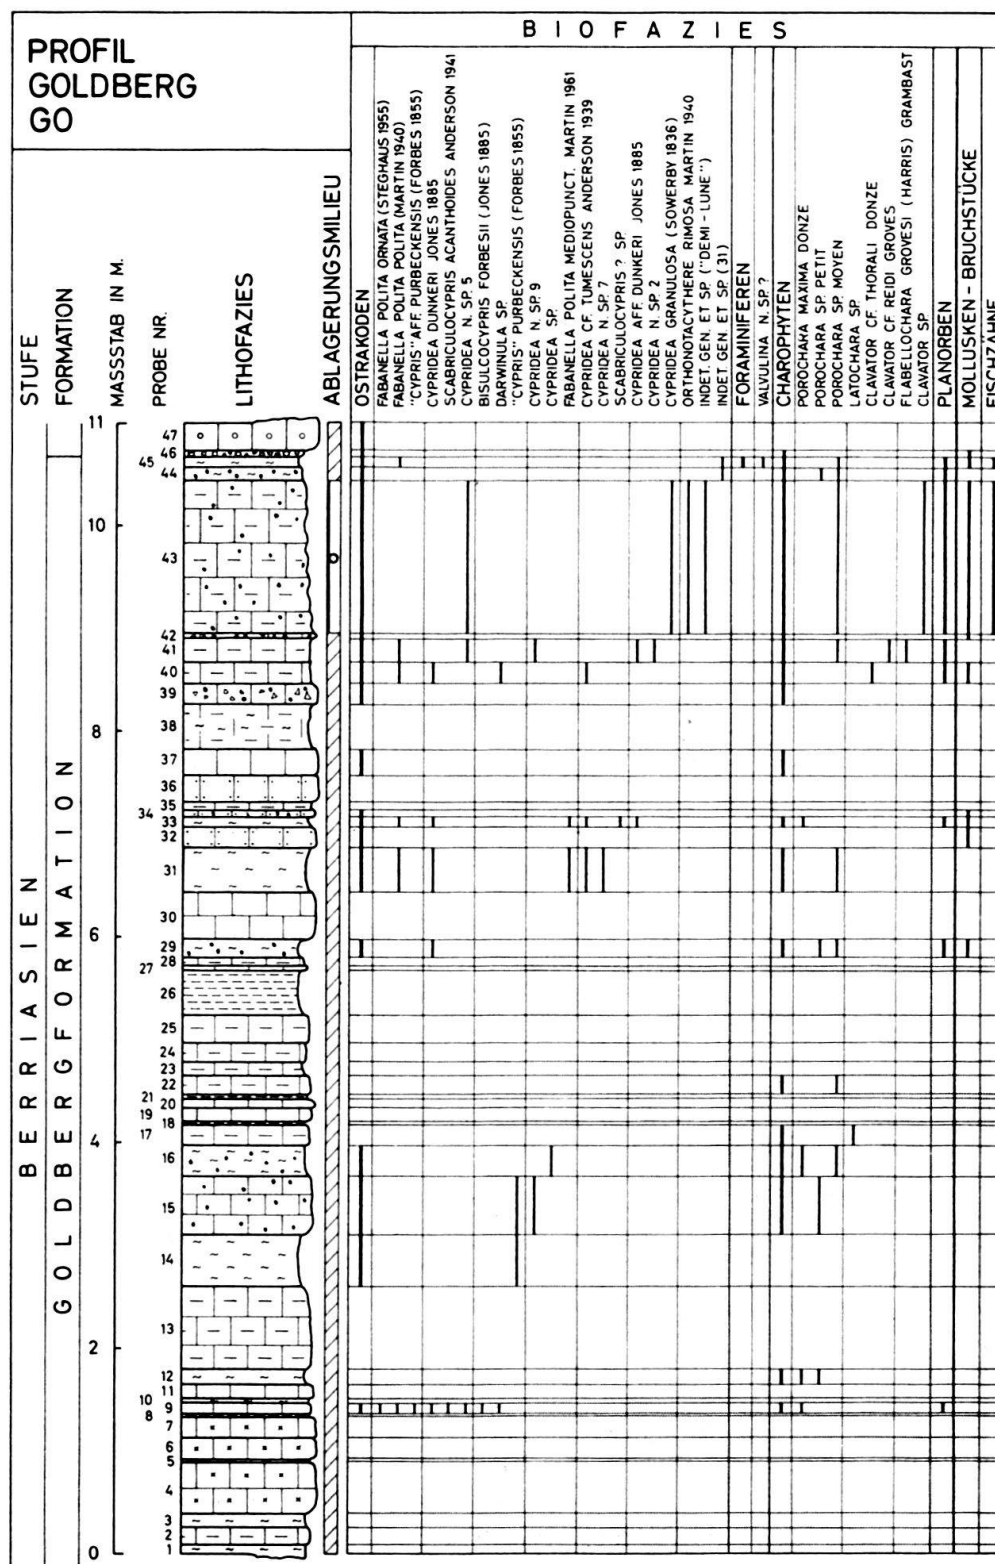 PROFIL
GOLDBERG
GO
BIOFAZIES
STUFE
FORMATION
MASSSTAB IN M.
PROBE NR.
LITHOFAZIES
ABLAGERUNGSMILIEU
OSTRAKODEN
FABANELLA POLITA ORNATA (STEGHAUS 1955)
FABANELLA POLITA POLITA (MARTIN 1940)
"CYPRIS" AFF. PURBECKENSIS (FORBES 1855)
CYPRIDEA DUNKERI JONES 1885
SCABRICULOCYPRIS ACANTHOIDES ANDERSON 1941
CYPRIDEA N. SP. 5
BISULCOCYPRIS FORBESII (JONES 1885)
DARWINULA SP.
"CYPRIS" PURBECKENSIS (FORBES 1855)
CYPRIDEA N. SP. 9
CYPRIDEA SP.
FABANELLA POLITA MEDIOPUNCT. MARTIN 1961
CYPRIDEA CF. TUMESCENS ANDERSON 1939
CYPRIDEA N. SP. 7
SCABRICULOCYPRIS ? SP.
CYPRIDEA AFF. DUNKERI JONES 1885
CYPRIDEA N. SP. 2
CYPRIDEA GRANULOSA (SOWERBY 1836)
ORTHONOTACYTHERE RIMOSA MARTIN 1940
INDET. GEN. ET SP. ("DEMI - LUNE")
INDET GEN. ET SP. (31)
FORAMINIFEREN
VALVULINA N. SP. ?
CHAROPHYTEN
POROCHARA MAXIMA DONZE
POROCHARA SP. PETIT
POROCHARA SP. MOYEN
LATOCHARA SP.
CLAVATOR CF. THORALI DONZE
CLAVATOR CF. REIDI GROVES
FLABELLOCHARA GROVESI (HARRIS) GRAMBAST
CLAVATOR SP.
PLANORBEN
MOLLUSKEN - BRUCHSTÜCKE
FISCHZÄHNE
BERRIASIEN
GOLDBERGFORMATION
11
10
8
6
4
2
0
47
46
45
44
43
42
41
40
39
38
37
36
35
34
33
32
31
30
29
28
27
26
25
24
23
22
21
20
19
18
17
16
15
14
13
12
11
10
9
8
7
6
5
4
3
2
1